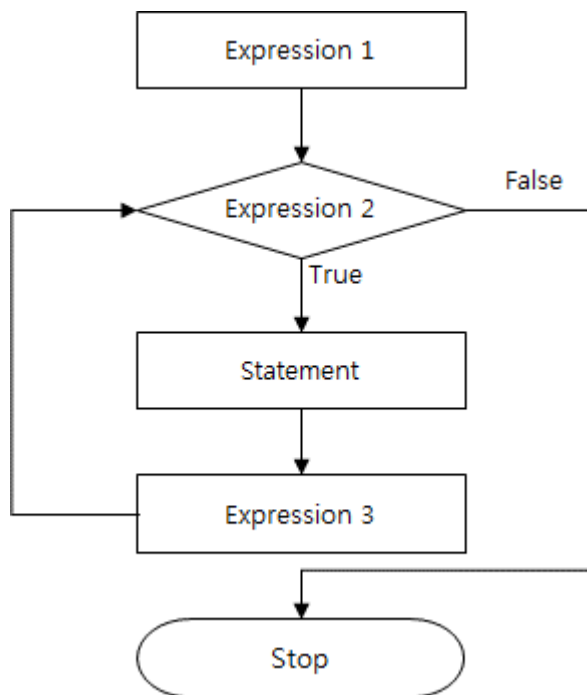 Expression 1
Expression 2
False
True
Statement
Expression 3
Stop